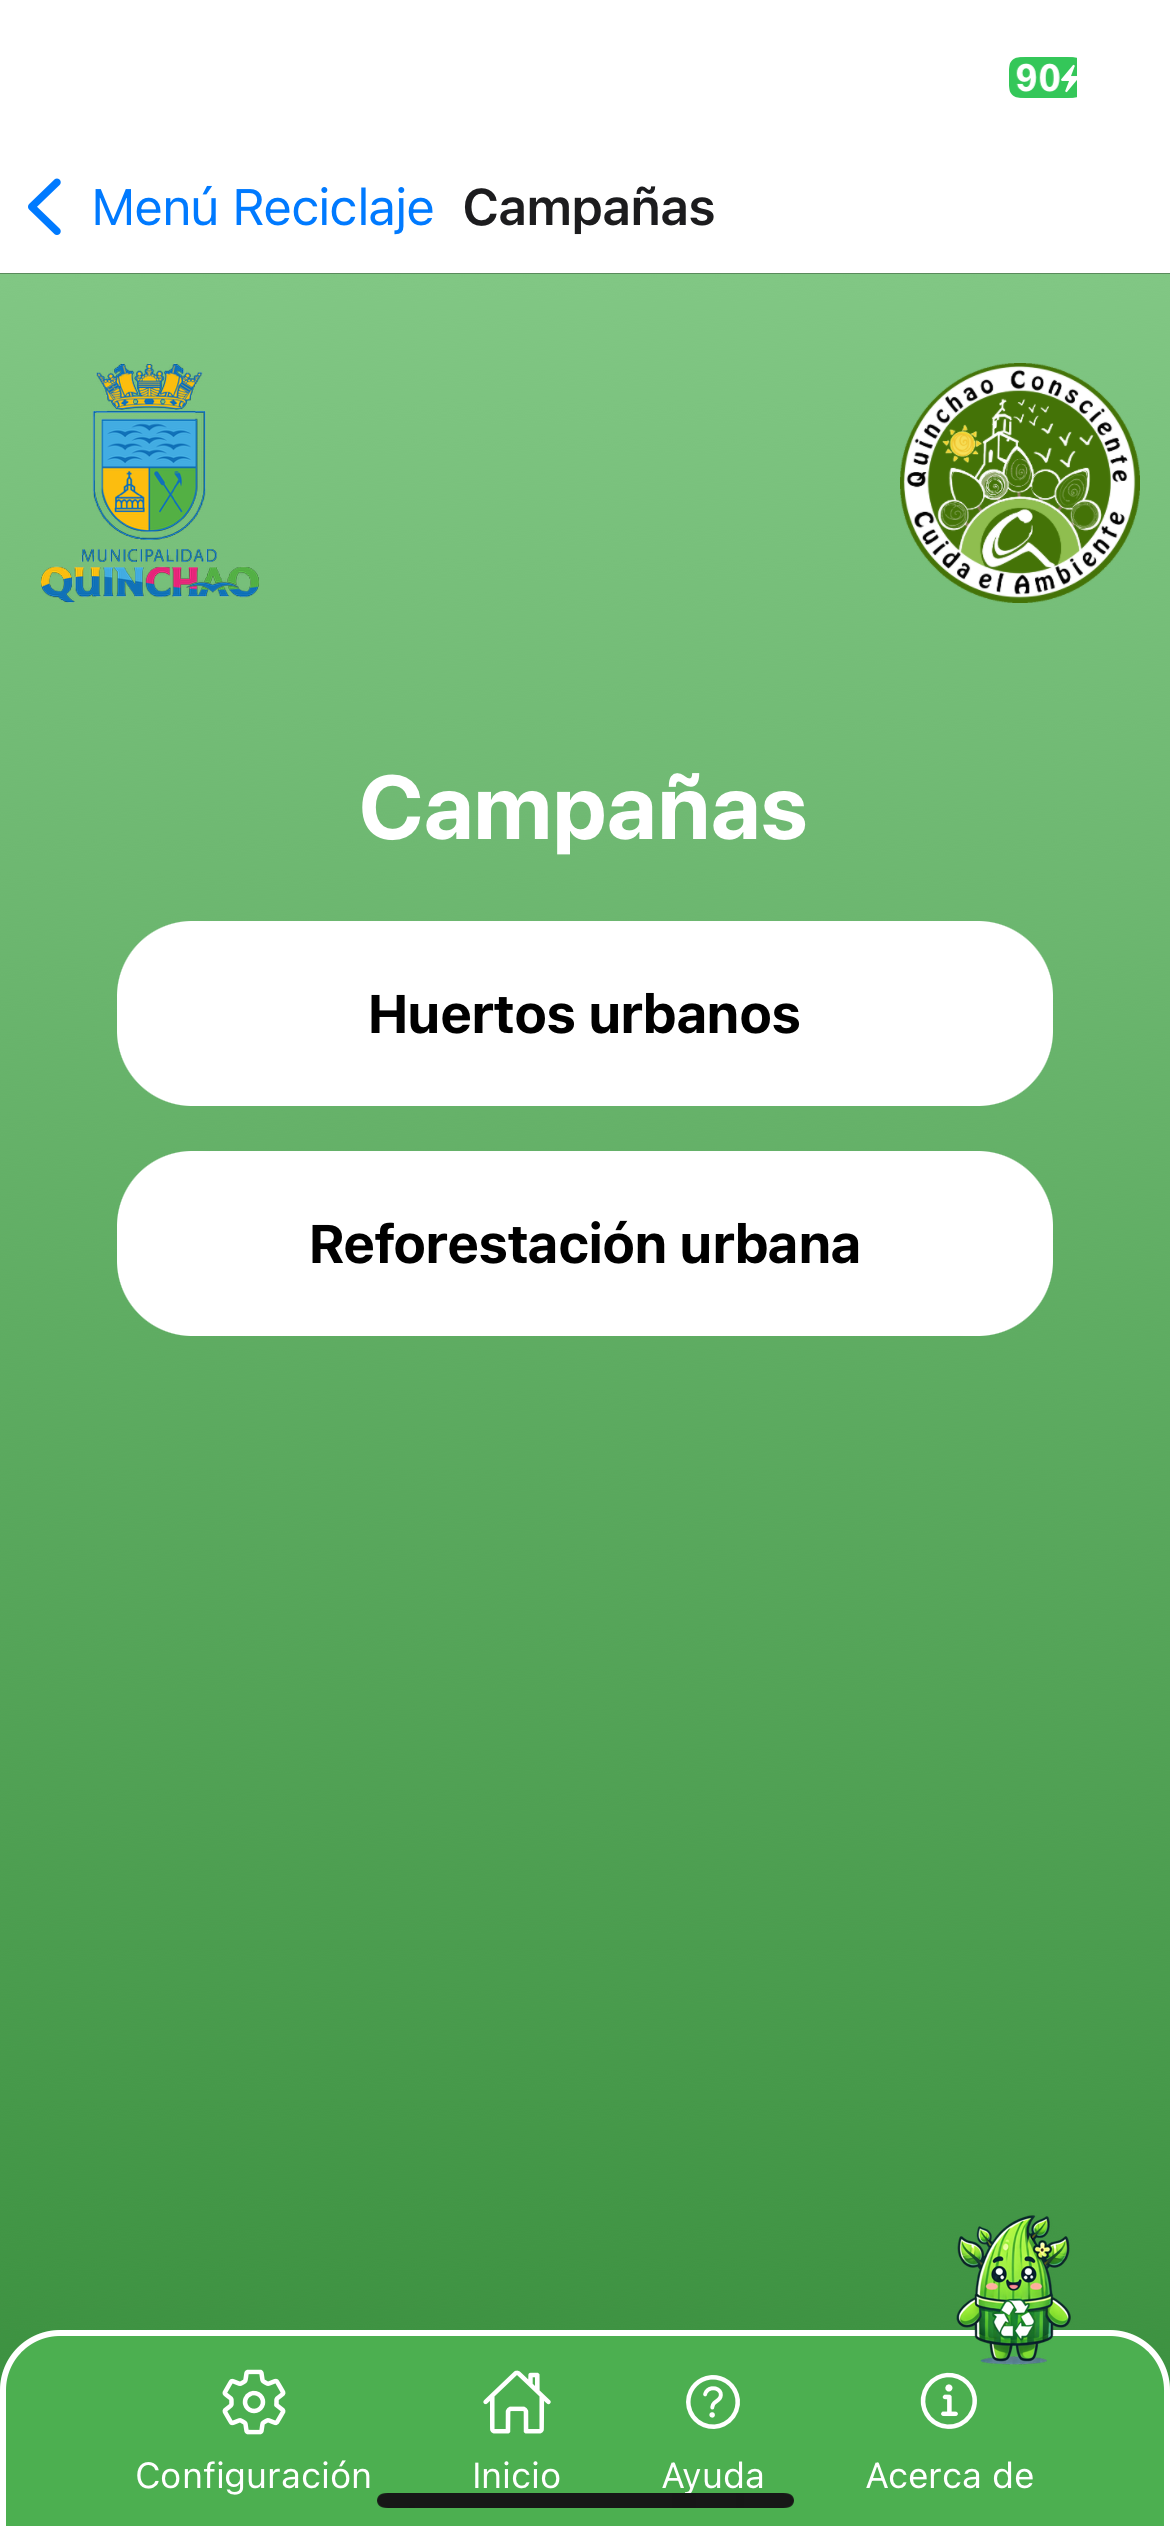 90
Menú Reciclaje Campañas
MUNICIPALIDAD
QUINCHAO
Quinchao Consciente
Cuida el Ambiente
Campañas
Huertos urbanos
Reforestación urbana
Configuración Inicio Ayuda Acerca de